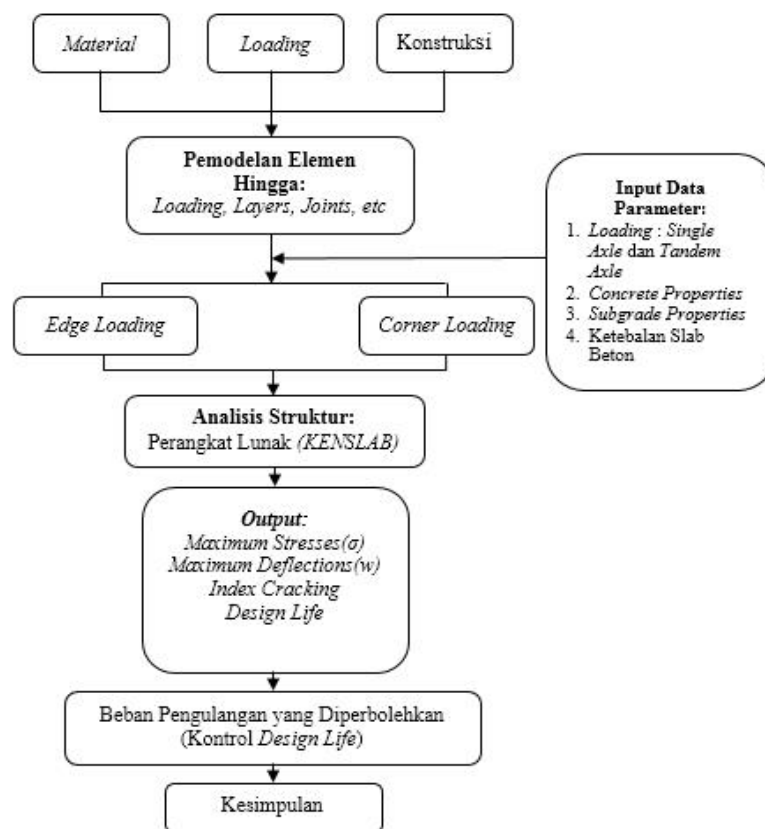 Material
Loading
Konstruksi
Pemodelan Elemen
Hingga:
Loading, Layers, Joints, etc
Input Data
Parameter:
1. Loading : Single
Axle dan Tandem
Axle
2. Concrete Properties
3. Subgrade Properties
4. Ketebalan Slab
Beton
Edge Loading
Corner Loading
Analisis Struktur:
Perangkat Lunak (KENSLAB)
Output:
Maximum Stresses(σ)
Maximum Deflections(w)
Index Cracking
Design Life
Beban Pengulangan yang Diperbolehkan
(Kontrol Design Life)
Kesimpulan